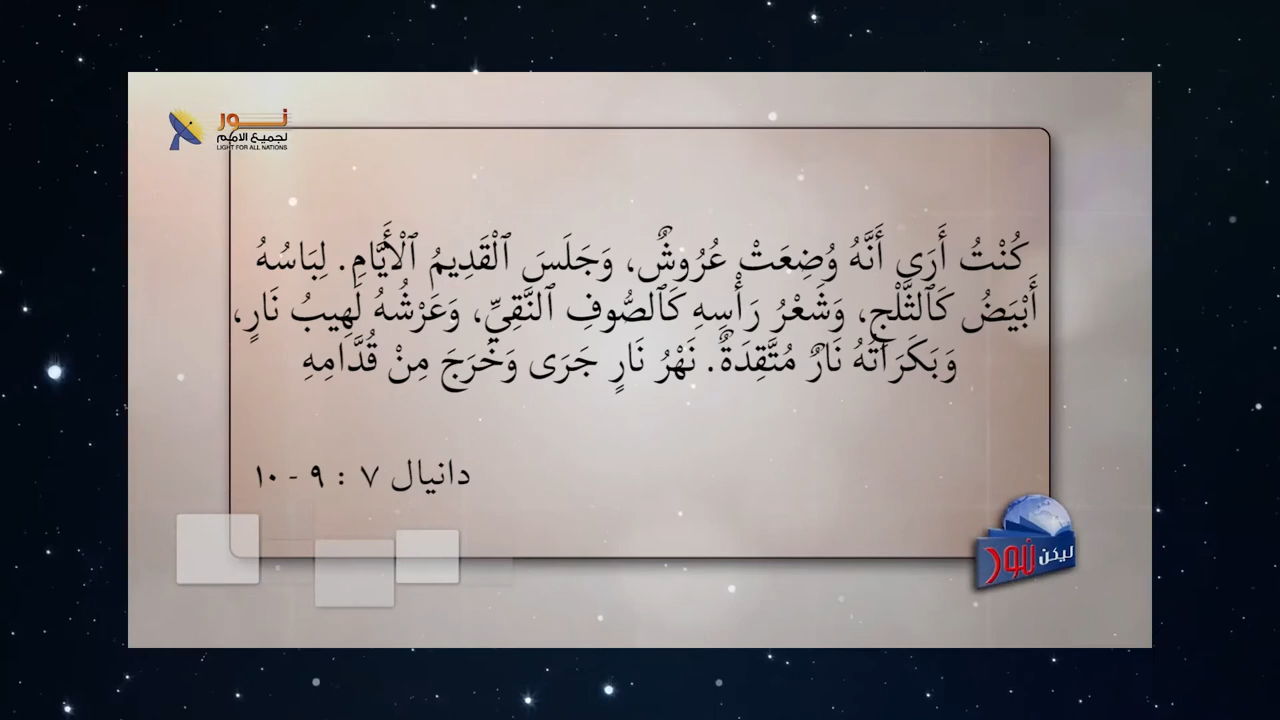 نور
لجميع الامم
LIGHT FOR ALL NATIONS
كُنْتُ أَرَى أَنَّهُ وُضِعَتْ عُرُوشٌ، وَجَلَسَ ٱلْقَدِيمُ ٱلْأَيَّامِ. لِبَاسُهُ
أَبْيَضُ كَٱلثَّلْجِ، وَشَعْرُ رَأْسِهِ كَٱلصُّوفِ ٱلنَّقِيِّ، وَعَرْشُهُ لَهِيبُ نَارٍ،
وَبَكَرَاتُهُ نَارٌ مُتَّقِدَةٌ. نَهْرُ نَارٍ جَرَى وَخَرَجَ مِنْ قُدَّامِهِ
دانيال ٧ : ٩ - ١٠
ليكن نور